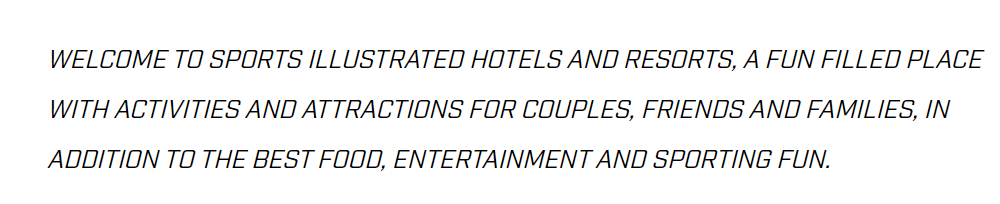 WELCOME TO SPORTS ILLUSTRATED HOTELS AND RESORTS, A FUN FILLED PLACE
WITH ACTIVITIES AND ATTRACTIONS FOR COUPLES, FRIENDS AND FAMILIES, IN
ADDITION TO THE BEST FOOD, ENTERTAINMENT AND SPORTING FUN.